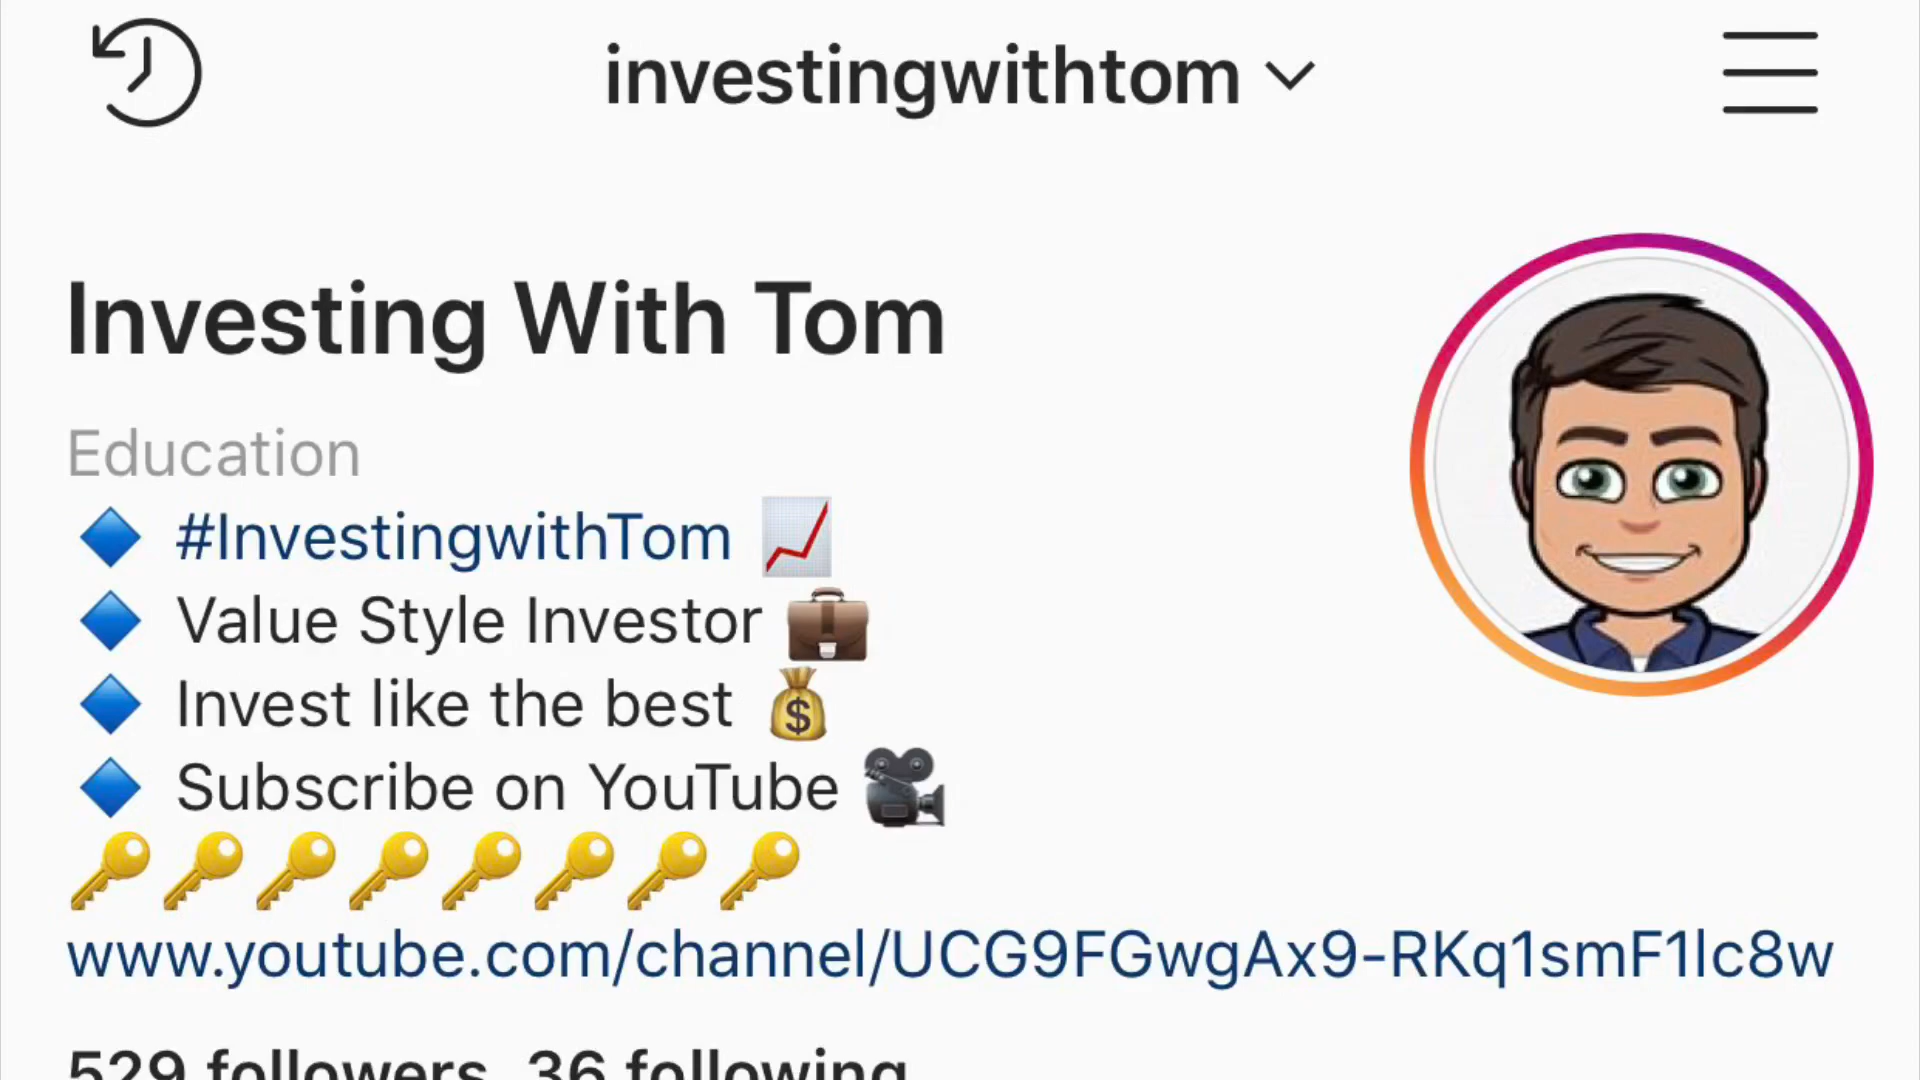 investingwithtom
Investing With Tom
Education
#InvestingwithTom
Value Style Investor
Invest like the best
Subscribe on YouTube
www.youtube.com/channel/UCG9FGwgAx9-RKq1smF1lc8w
529 followers 36 following